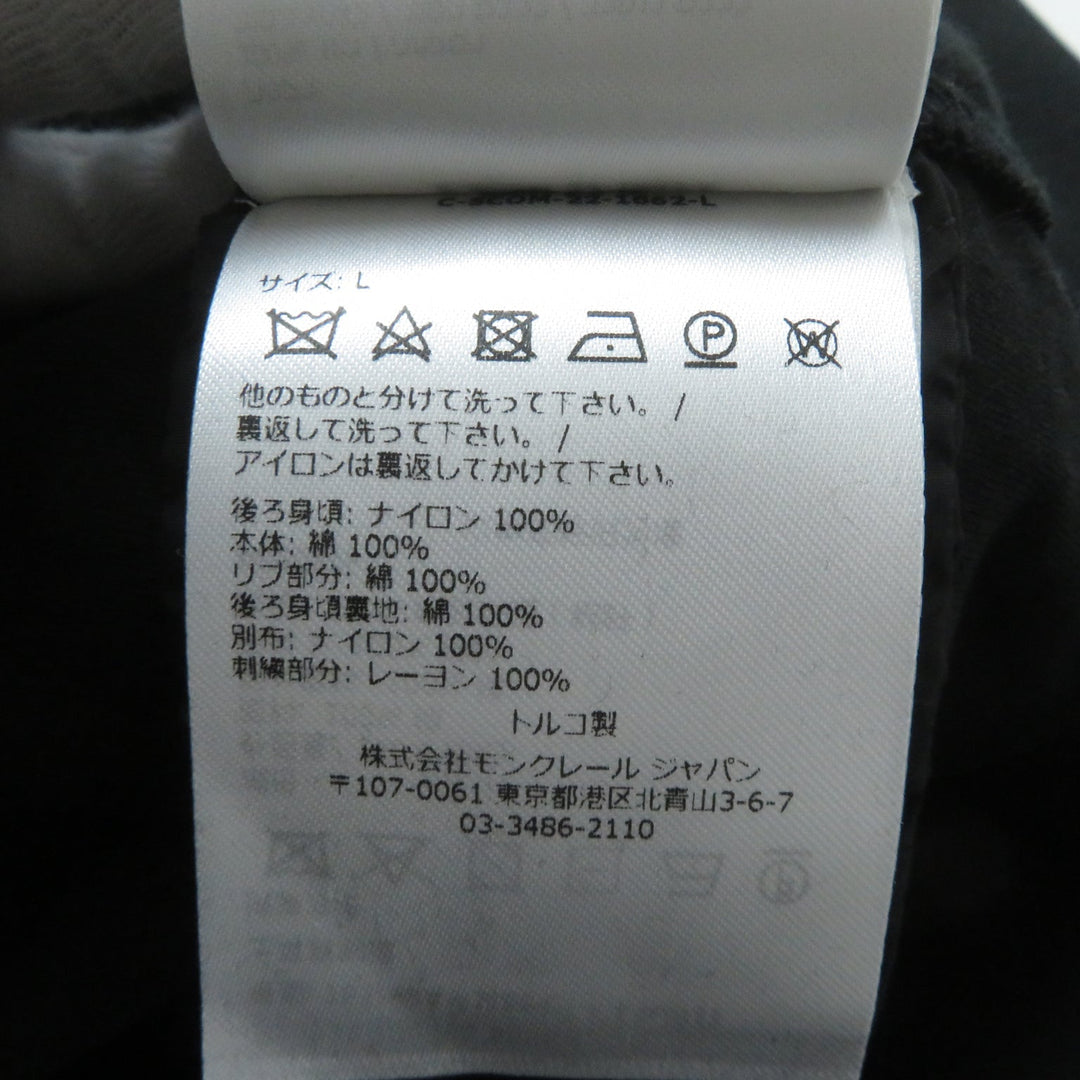 サイズ: L
P
W
他のものと分けて洗って下さい。/
裏返して洗って下さい。/
アイロンは裏返してかけて下さい。
後ろ身頃: ナイロン 100%
本体: 綿 100%
リブ部分: 綿 100%
後ろ身頃裏地: 綿 100%
別布: ナイロン 100%
刺繍部分: レーヨン 100%
トルコ製
株式会社モンクレール ジャパン
〒107-0061 東京都港区北青山3-6-7
03-3486-2110